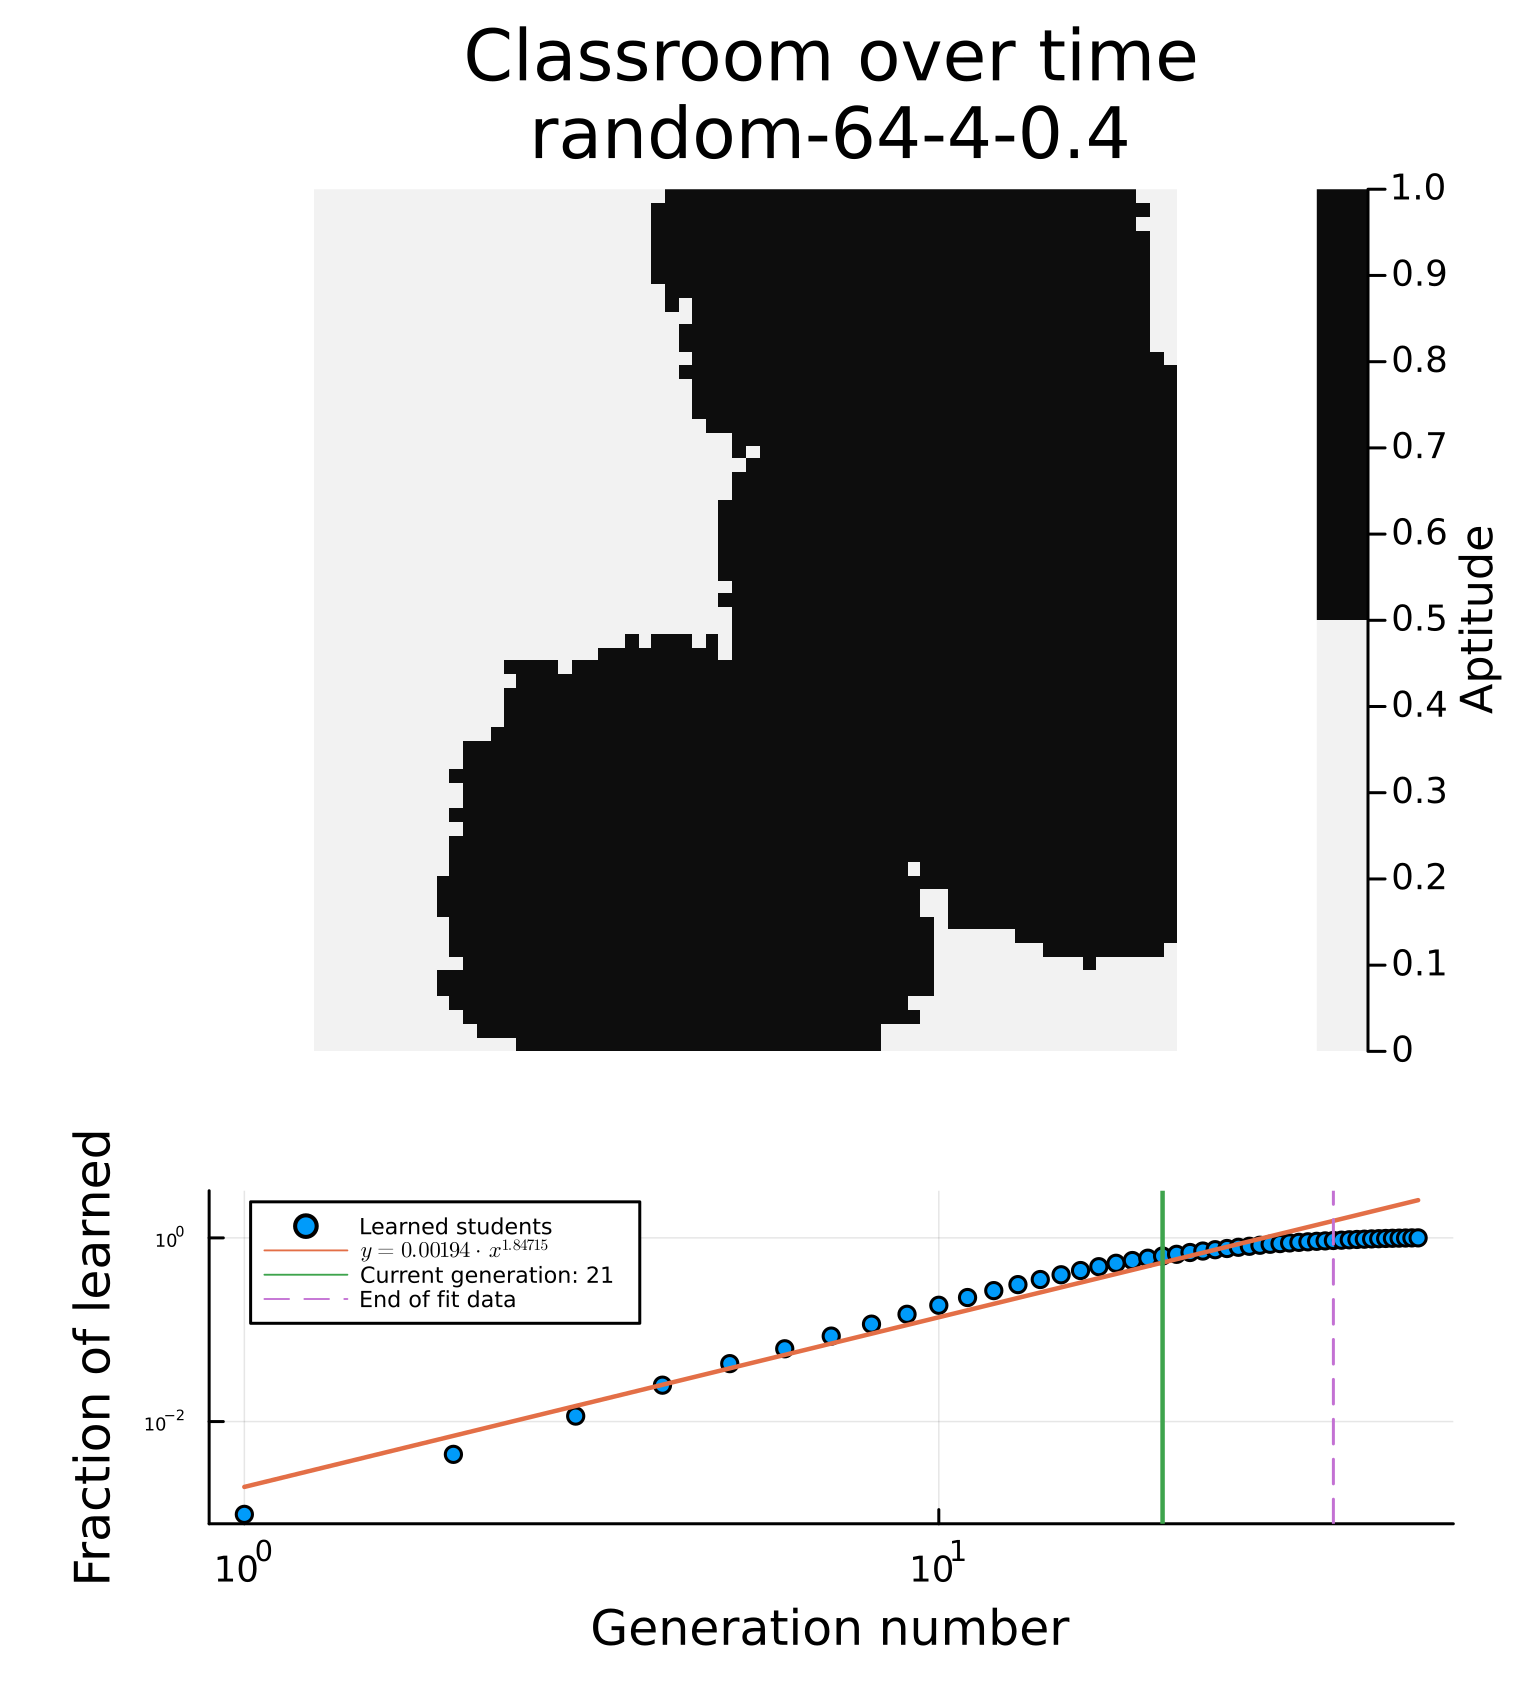 Classroom over time
random-64-4-0.4
1.0
0.9
0.8
0.7
0.6
0.5
0.4
0.3
0.2
0.1
0
Aptitude
Fraction of learned
10⁰
10⁻²
Learned students
y = 0.00194 · x^1.84715
Current generation: 21
End of fit data
10⁰
10¹
Generation number